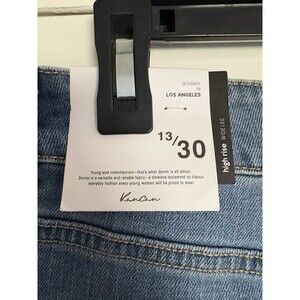 DESIGNED
IN
LOS ANGELES
13/30
high rise WIDE LEG
Young and contemporary—that's what denim is all about.
Denim is a versatile and reliable fabric—a timeless testament to classic
everyday fashion every young woman will be proud to wear.
KanCan